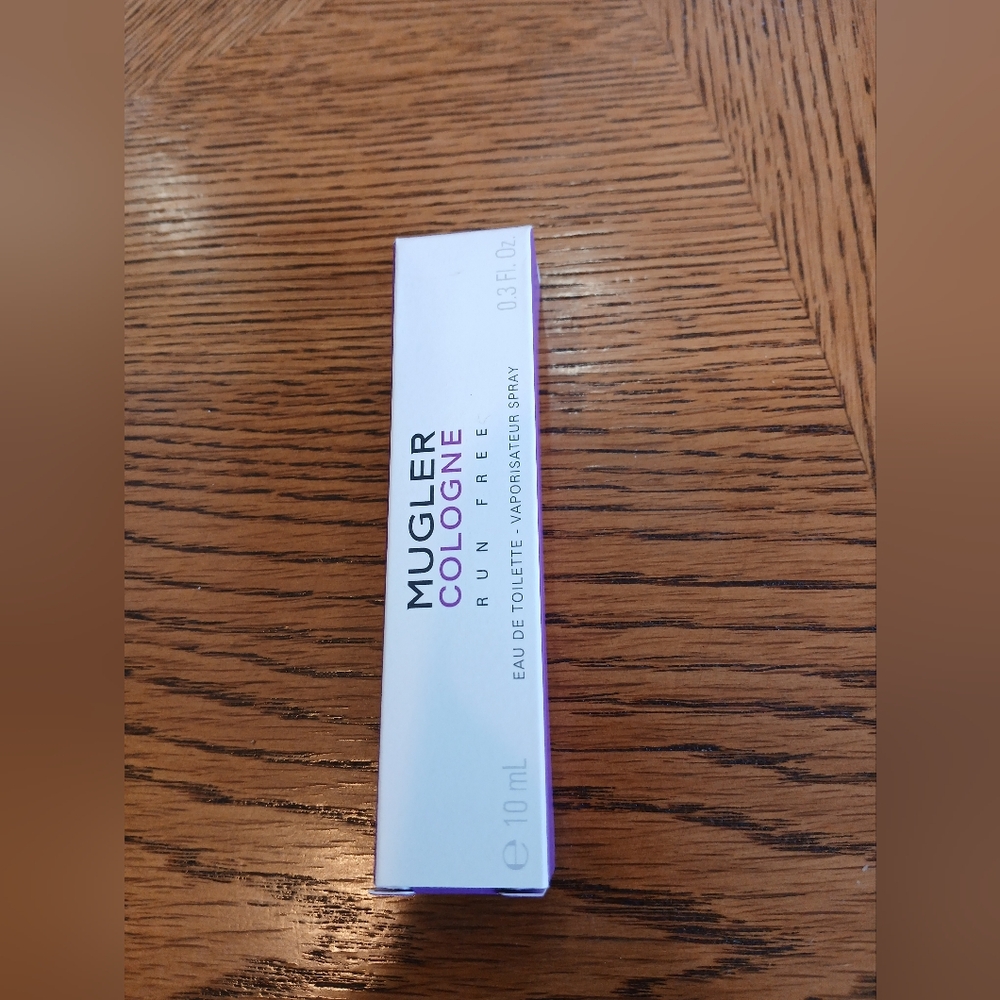 MUGLER
COLOGNE
RUN FREE
EAU DE TOILETTE - VAPORISATEUR SPRAY
e 10 mL
0.3 Fl. Oz.